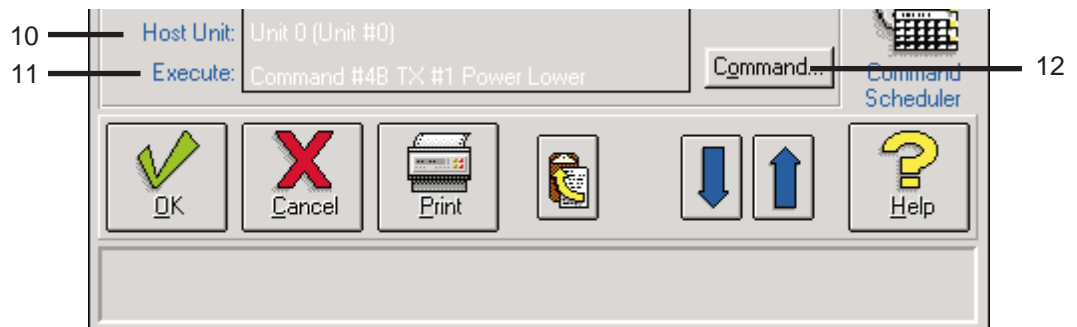 10 Host Unit: Unit 0 (Unit #0)
11 Execute: Command #4B TX #1 Power Lower
Command... 12
Command
Scheduler
OK
Cancel
Print
Help